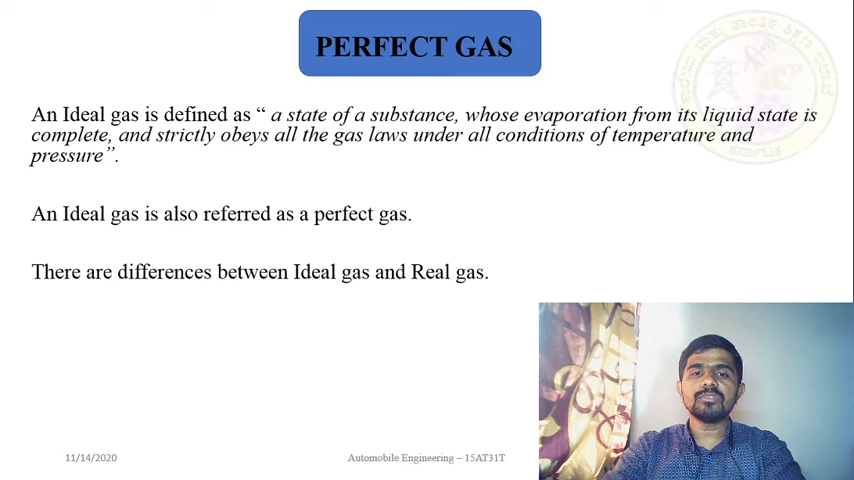 PERFECT GAS
An Ideal gas is defined as “ a state of a substance, whose evaporation from its liquid state is
complete, and strictly obeys all the gas laws under all conditions of temperature and
pressure”.
An Ideal gas is also referred as a perfect gas.
There are differences between Ideal gas and Real gas.
11/14/2020
Automobile Engineering – 15AT31T
ಕರ್ನಾಟಕ